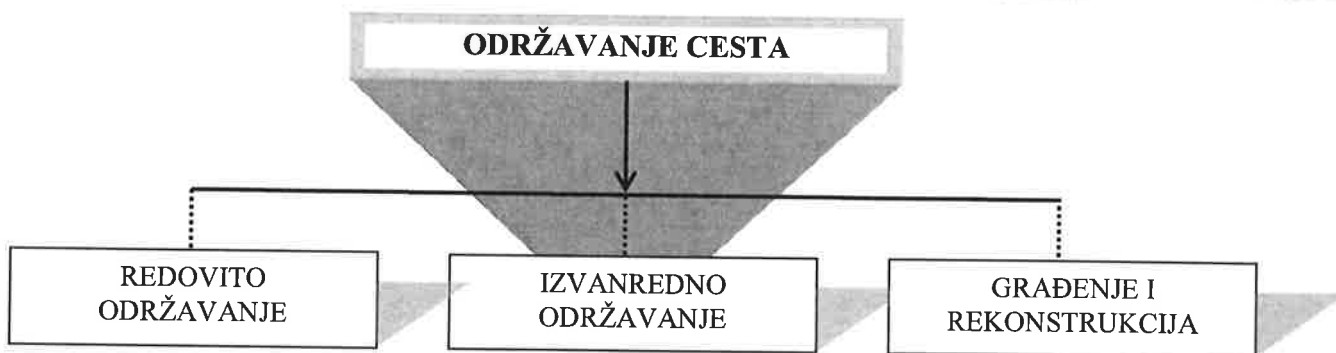 ODRŽAVANJE CESTA
REDOVITO
ODRŽAVANJE
IZVANREDNO
ODRŽAVANJE
GRAĐENJE I
REKONSTRUKCIJA